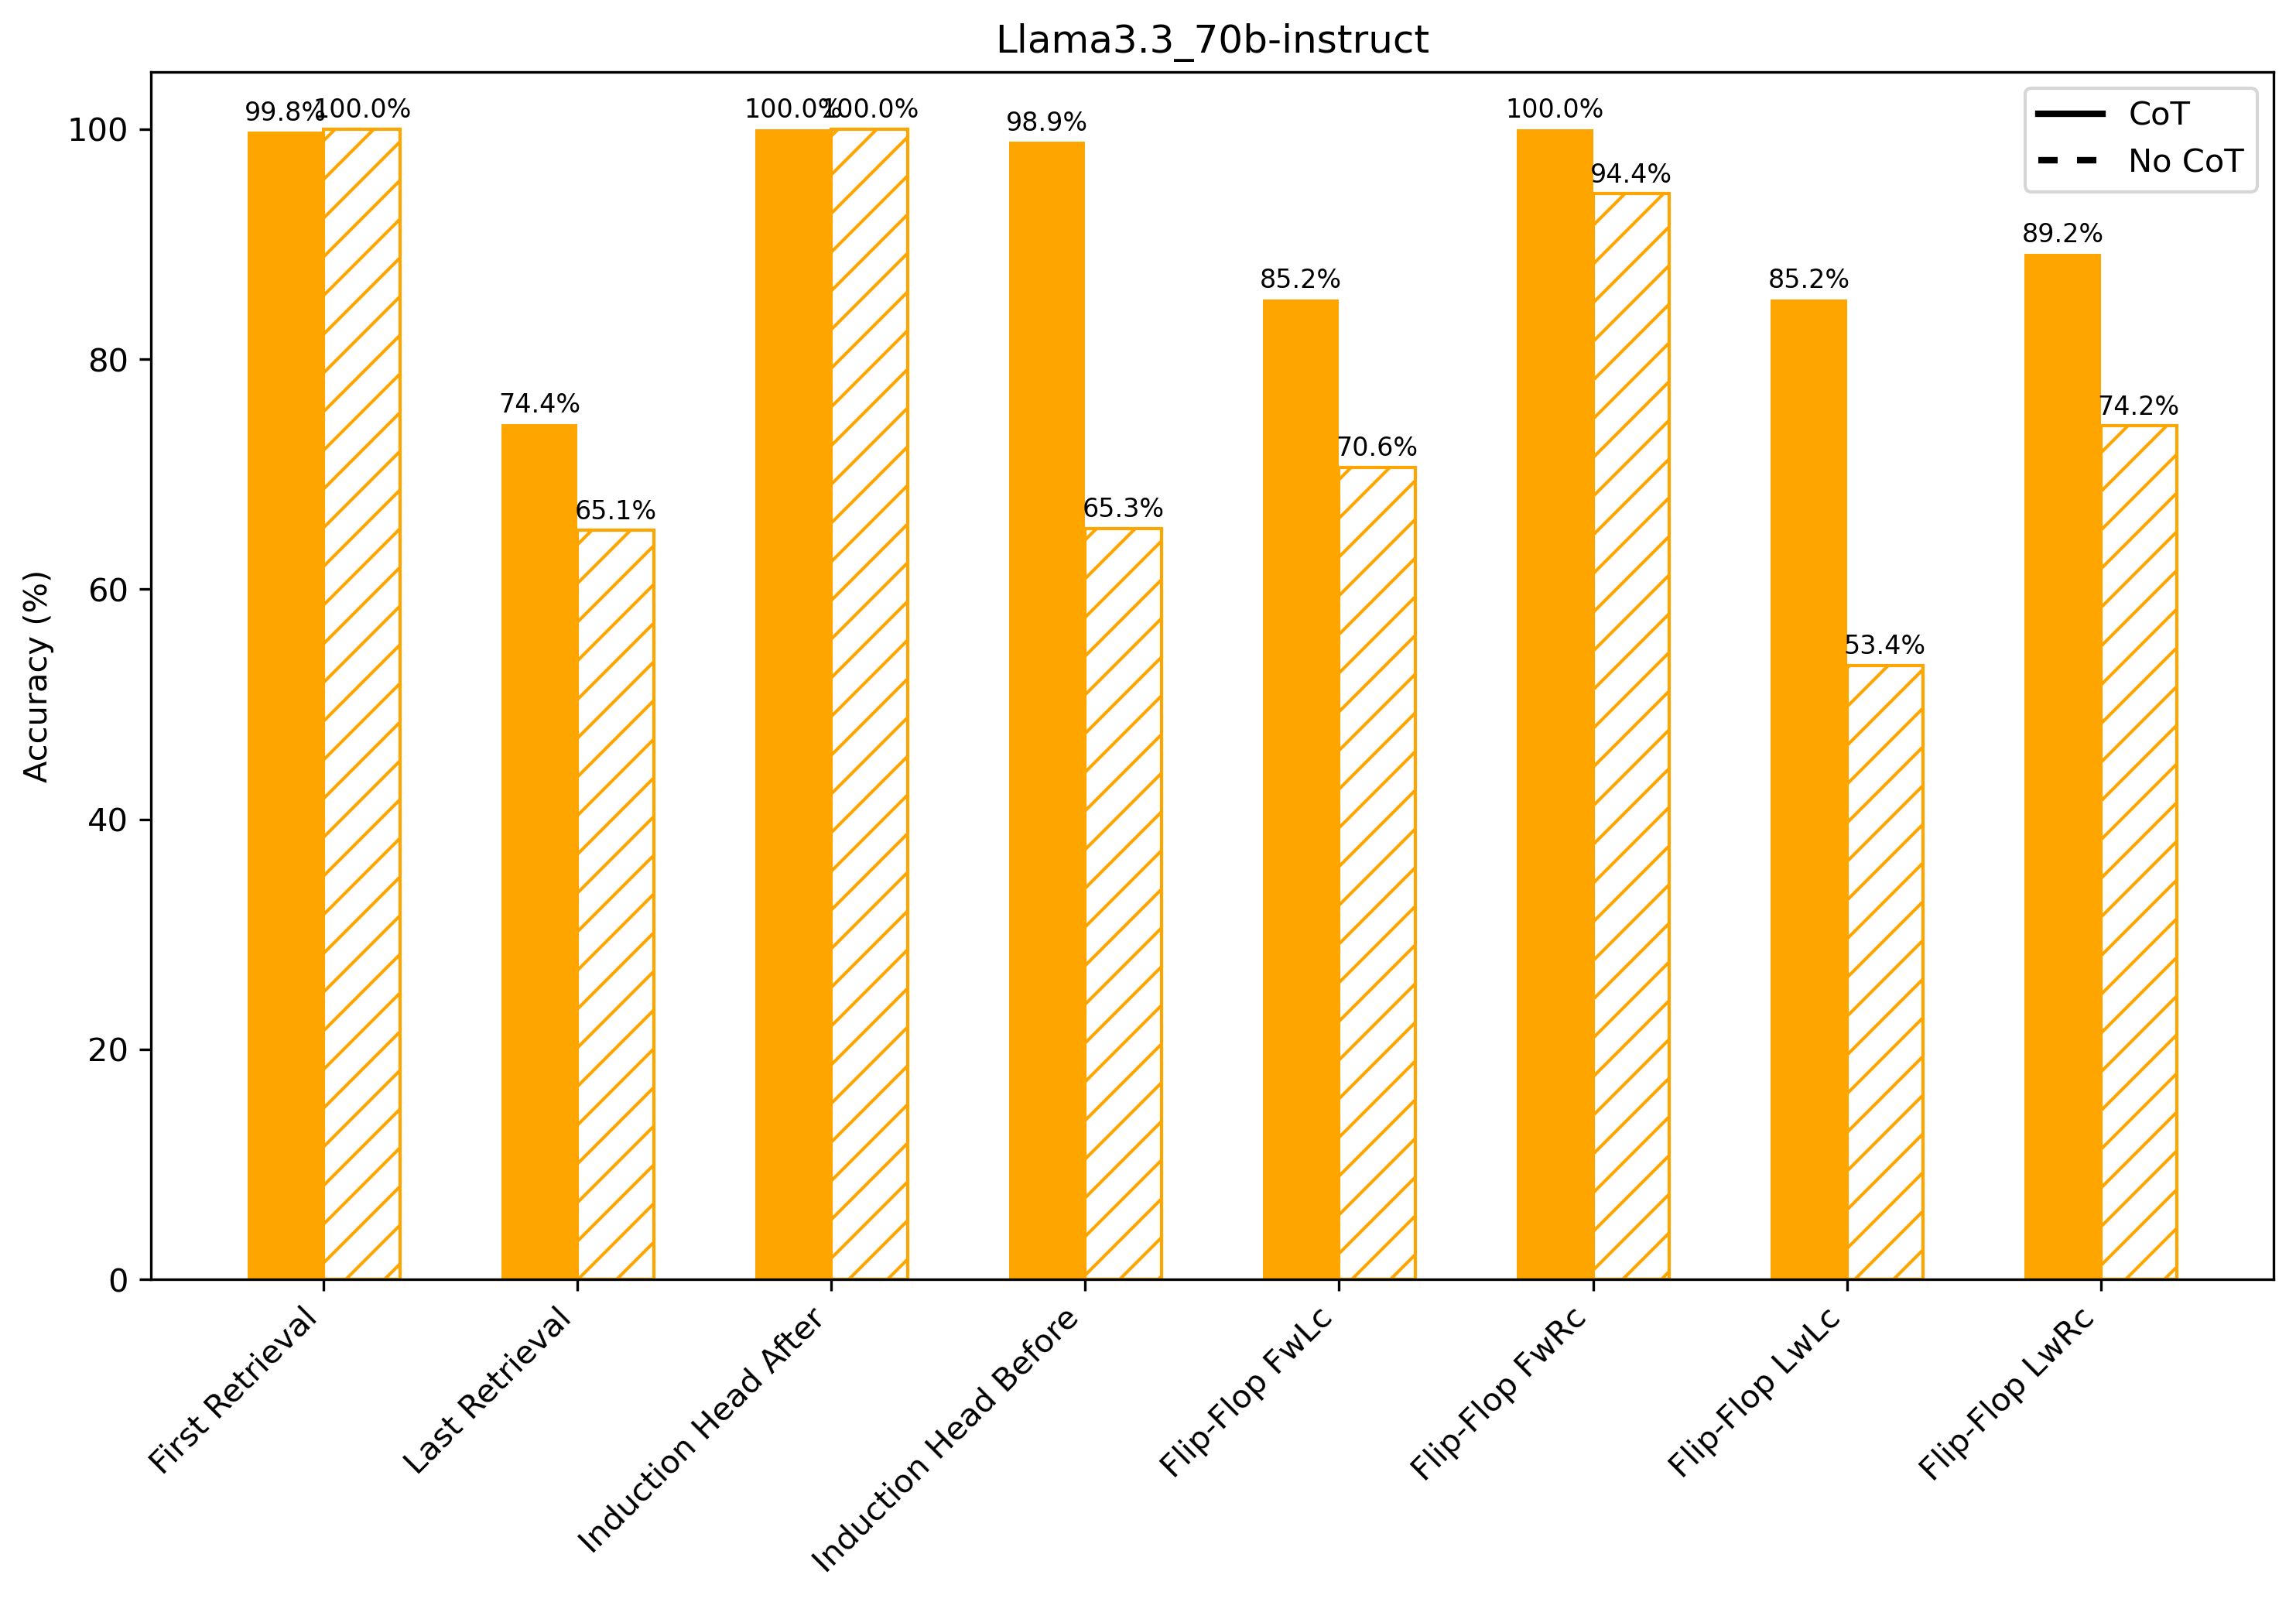 Llama3.3_70b-instruct
CoT
No CoT
Accuracy (%)
100
80
60
40
20
0
99.8%
100.0%
74.4%
65.1%
100.0%
100.0%
98.9%
65.3%
85.2%
70.6%
100.0%
94.4%
85.2%
53.4%
89.2%
74.2%
First Retrieval
Last Retrieval
Induction Head After
Induction Head Before
Flip-Flop FwLc
Flip-Flop FwRc
Flip-Flop LwLc
Flip-Flop LwRc